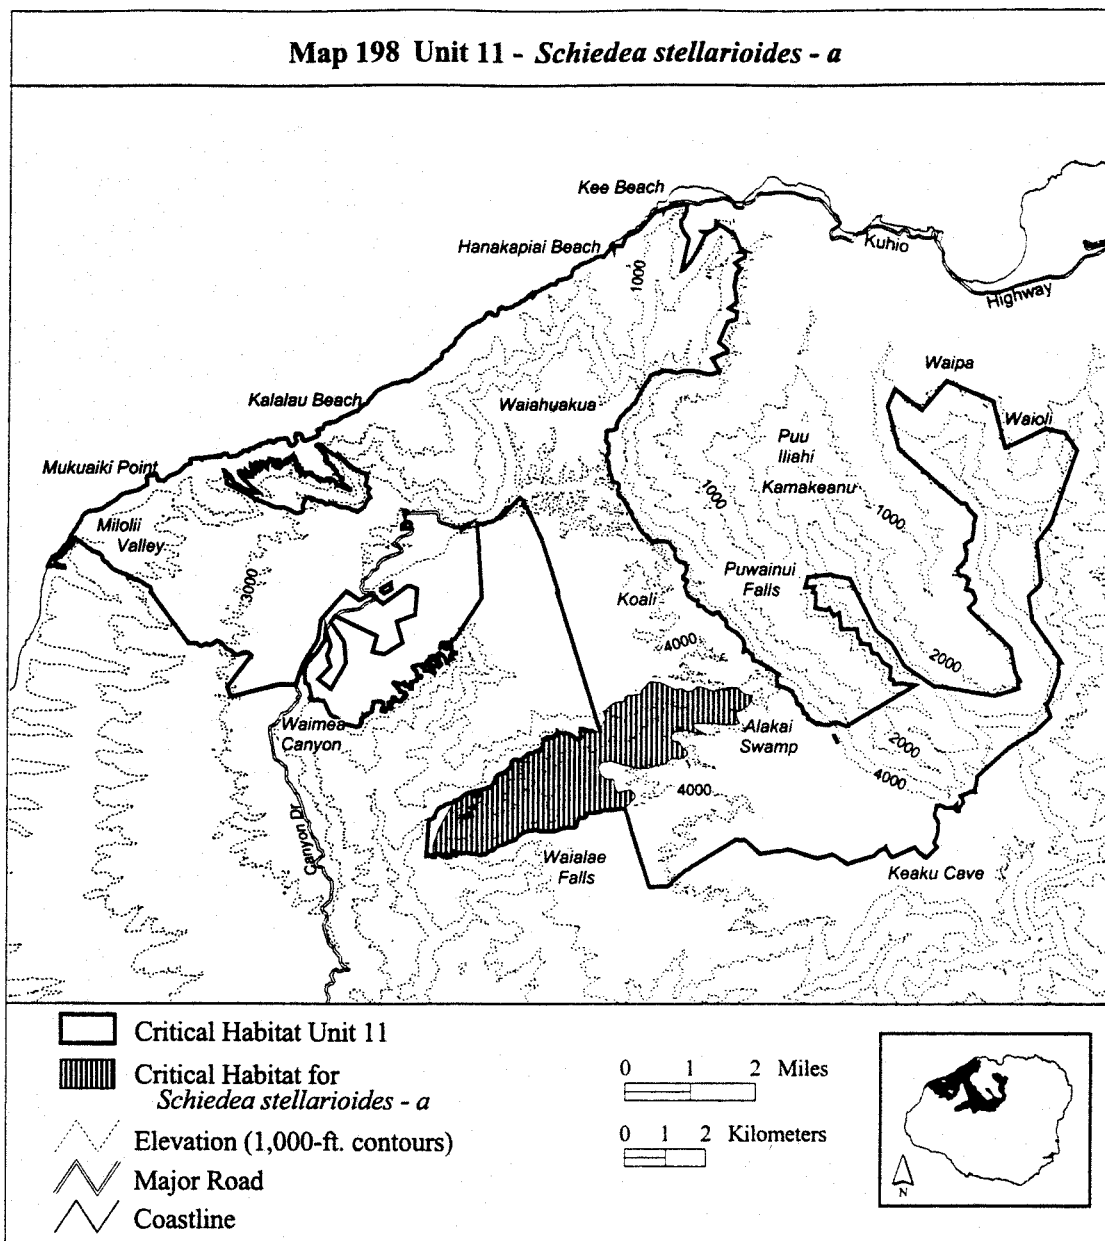 Map 198 Unit 11 - Schiedea stellarioides - a
Kee Beach
Hanakapiai Beach
Kuhio
Highway
1000
Waipa
Kalalau Beach
Waiahuakua
Waioli
Puu
Iliahi
Mukuaiki Point
Kamakeanu
1000
1000
Milolii
Valley
Puwainui
Falls
3000
Koali
4000
2000
Waimea
Canyon
Alakai
Swamp
2000
4000
4000
Canyon Dr
Waialae
Falls
Keaku Cave
Critical Habitat Unit 11
Critical Habitat for
Schiedea stellarioides - a
Elevation (1,000-ft. contours)
Major Road
Coastline
0 1 2 Miles
0 1 2 Kilometers
N